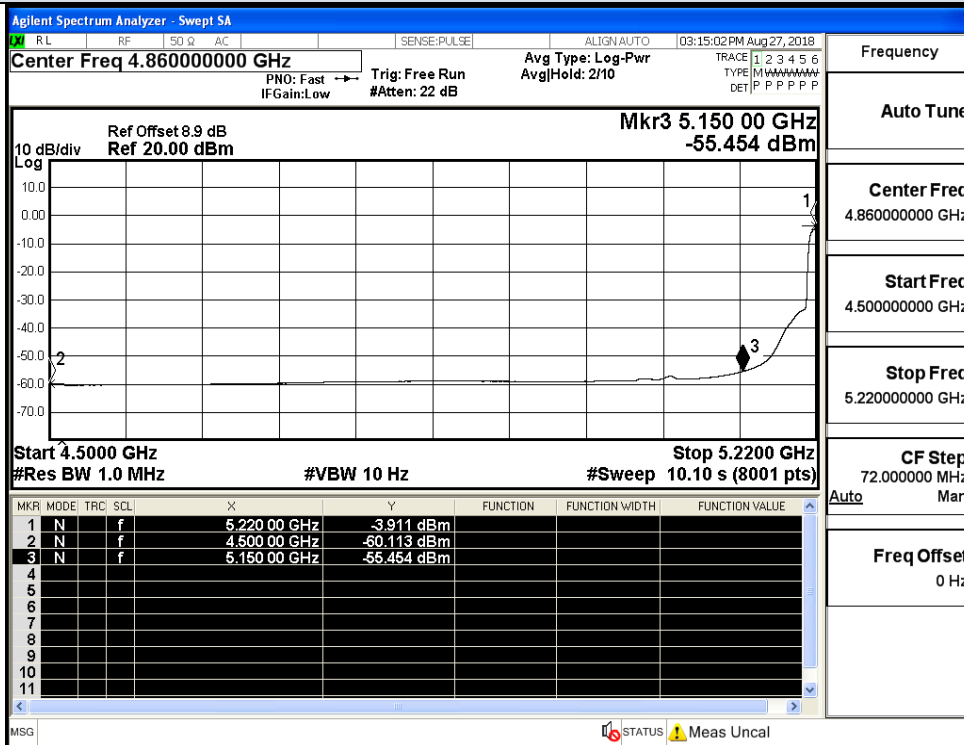 Agilent Spectrum Analyzer - Swept SA
LXI RL RF 50 Ω AC SENSE:PULSE ALIGN AUTO 03:15:02 PM Aug 27, 2018
Center Freq 4.860000000 GHz
PNO: Fast
IFGain:Low
Trig: Free Run
#Atten: 22 dB
Avg Type: Log-Pwr
Avg|Hold: 2/10
TRACE 1 2 3 4 5 6
TYPE M WWWWW
DET P P P P P P
Mkr3 5.150 00 GHz
-55.454 dBm
Ref Offset 8.9 dB
10 dB/div Ref 20.00 dBm
Log
10.0
0.00
-10.0
-20.0
-30.0
-40.0
-50.0
-60.0
-70.0
1
2
3
Start 4.5000 GHz Stop 5.2200 GHz
#Res BW 1.0 MHz #VBW 10 Hz #Sweep 10.10 s (8001 pts)
MKR MODE TRC SCL X Y FUNCTION FUNCTION WIDTH FUNCTION VALUE
1 N f 5.220 00 GHz -3.911 dBm
2 N f 4.500 00 GHz -60.113 dBm
3 N f 5.150 00 GHz -55.454 dBm
4
5
6
7
8
9
10
11
MSG STATUS Meas Uncal
Frequency
Auto Tune
Center Freq
4.860000000 GHz
Start Freq
4.500000000 GHz
Stop Freq
5.220000000 GHz
CF Step
72.000000 MHz
Auto Man
Freq Offset
0 Hz